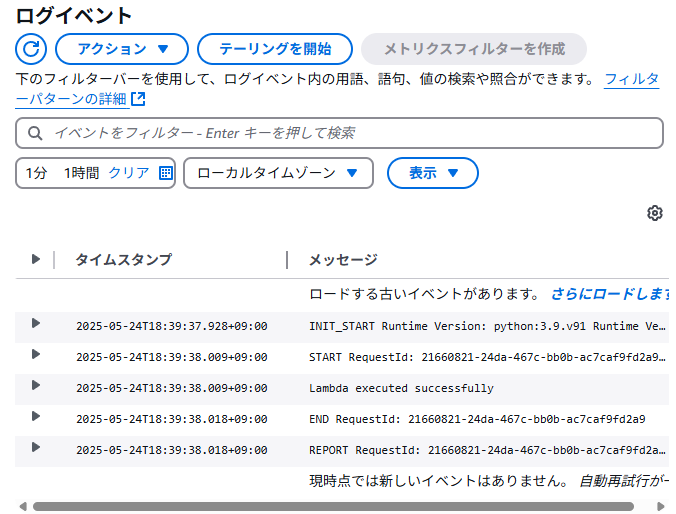 ログイベント
アクション テーリングを開始 メトリクスフィルターを作成
下のフィルターバーを使用して、ログイベント内の用語、語句、値の検索や照合ができます。 フィルタ
ーパターンの詳細
イベントをフィルター - Enter キーを押して検索
1分 1時間 クリア ローカルタイムゾーン 表示
タイムスタンプ メッセージ
ロードする古いイベントがあります。 さらにロードします
2025-05-24T18:39:37.928+09:00 INIT_START Runtime Version: python:3.9.v91 Runtime Ve…
2025-05-24T18:39:38.009+09:00 START RequestId: 21660821-24da-467c-bb0b-ac7caf9fd2a9…
2025-05-24T18:39:38.009+09:00 Lambda executed successfully
2025-05-24T18:39:38.018+09:00 END RequestId: 21660821-24da-467c-bb0b-ac7caf9fd2a9
2025-05-24T18:39:38.018+09:00 REPORT RequestId: 21660821-24da-467c-bb0b-ac7caf9fd2a…
現時点では新しいイベントはありません。 自動再試行が一